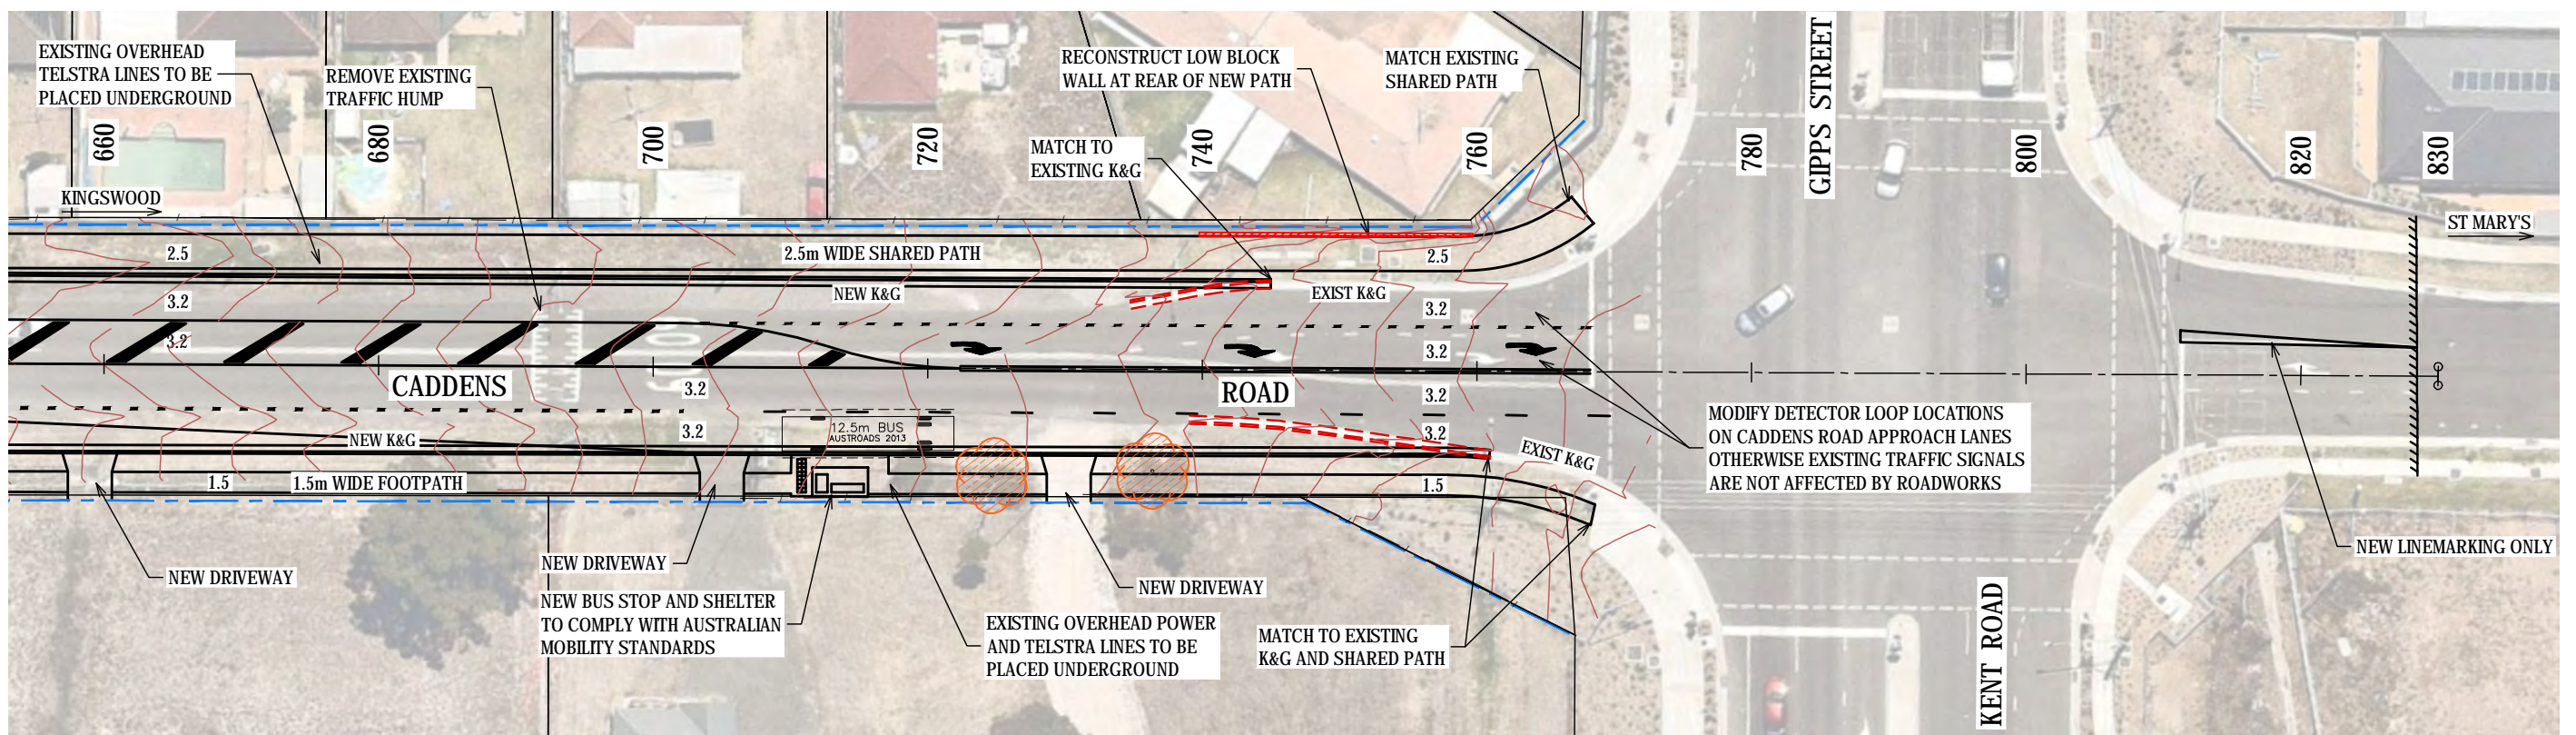 EXISTING OVERHEAD
TELSTRA LINES TO BE
PLACED UNDERGROUND
REMOVE EXISTING
TRAFFIC HUMP
RECONSTRUCT LOW BLOCK
WALL AT REAR OF NEW PATH
MATCH EXISTING
SHARED PATH
GIPPS STREET
660
680
700
720
740
760
780
800
820
830
MATCH TO
EXISTING K&G
KINGSWOOD
ST MARY'S
2.5
2.5m WIDE SHARED PATH
2.5
3.2
NEW K&G
EXIST K&G
3.2
3.2
3.2
CADDENS
3.2
ROAD
3.2
NEW K&G
3.2
12.5m BUS
AUSTROADS 2013
3.2
EXIST K&G
1.5
1.5m WIDE FOOTPATH
1.5
MODIFY DETECTOR LOOP LOCATIONS
ON CADDENS ROAD APPROACH LANES
OTHERWISE EXISTING TRAFFIC SIGNALS
ARE NOT AFFECTED BY ROADWORKS
NEW LINEMARKING ONLY
NEW DRIVEWAY
NEW DRIVEWAY
NEW DRIVEWAY
NEW BUS STOP AND SHELTER
TO COMPLY WITH AUSTRALIAN
MOBILITY STANDARDS
EXISTING OVERHEAD POWER
AND TELSTRA LINES TO BE
PLACED UNDERGROUND
MATCH TO EXISTING
K&G AND SHARED PATH
KENT ROAD